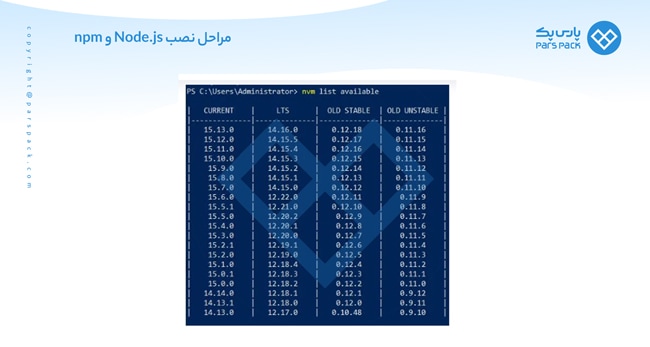 مراحل نصب Node.js و npm
پارس پک
PARS PACK
copyright@parspack.com
PS C:\Users\Administrator> nvm list available
| CURRENT | LTS | OLD STABLE | OLD UNSTABLE |
|--------------|--------------|--------------|--------------|
| 15.13.0 | 14.16.0 | 0.12.18 | 0.11.16 |
| 15.12.0 | 14.15.5 | 0.12.17 | 0.11.15 |
| 15.11.0 | 14.15.4 | 0.12.16 | 0.11.14 |
| 15.10.0 | 14.15.3 | 0.12.15 | 0.11.13 |
| 15.9.0 | 14.15.2 | 0.12.14 | 0.11.12 |
| 15.8.0 | 14.15.1 | 0.12.13 | 0.11.11 |
| 15.7.0 | 14.15.0 | 0.12.12 | 0.11.10 |
| 15.6.0 | 12.22.0 | 0.12.11 | 0.11.9 |
| 15.5.1 | 12.21.0 | 0.12.10 | 0.11.8 |
| 15.5.0 | 12.20.2 | 0.12.9 | 0.11.7 |
| 15.4.0 | 12.20.1 | 0.12.8 | 0.11.6 |
| 15.3.0 | 12.20.0 | 0.12.7 | 0.11.5 |
| 15.2.1 | 12.19.1 | 0.12.6 | 0.11.4 |
| 15.2.0 | 12.19.0 | 0.12.5 | 0.11.3 |
| 15.1.0 | 12.18.4 | 0.12.4 | 0.11.2 |
| 15.0.1 | 12.18.3 | 0.12.3 | 0.11.1 |
| 15.0.0 | 12.18.2 | 0.12.2 | 0.11.0 |
| 14.14.0 | 12.18.1 | 0.12.1 | 0.9.12 |
| 14.13.1 | 12.18.0 | 0.12.0 | 0.9.11 |
| 14.13.0 | 12.17.0 | 0.10.48 | 0.9.10 |